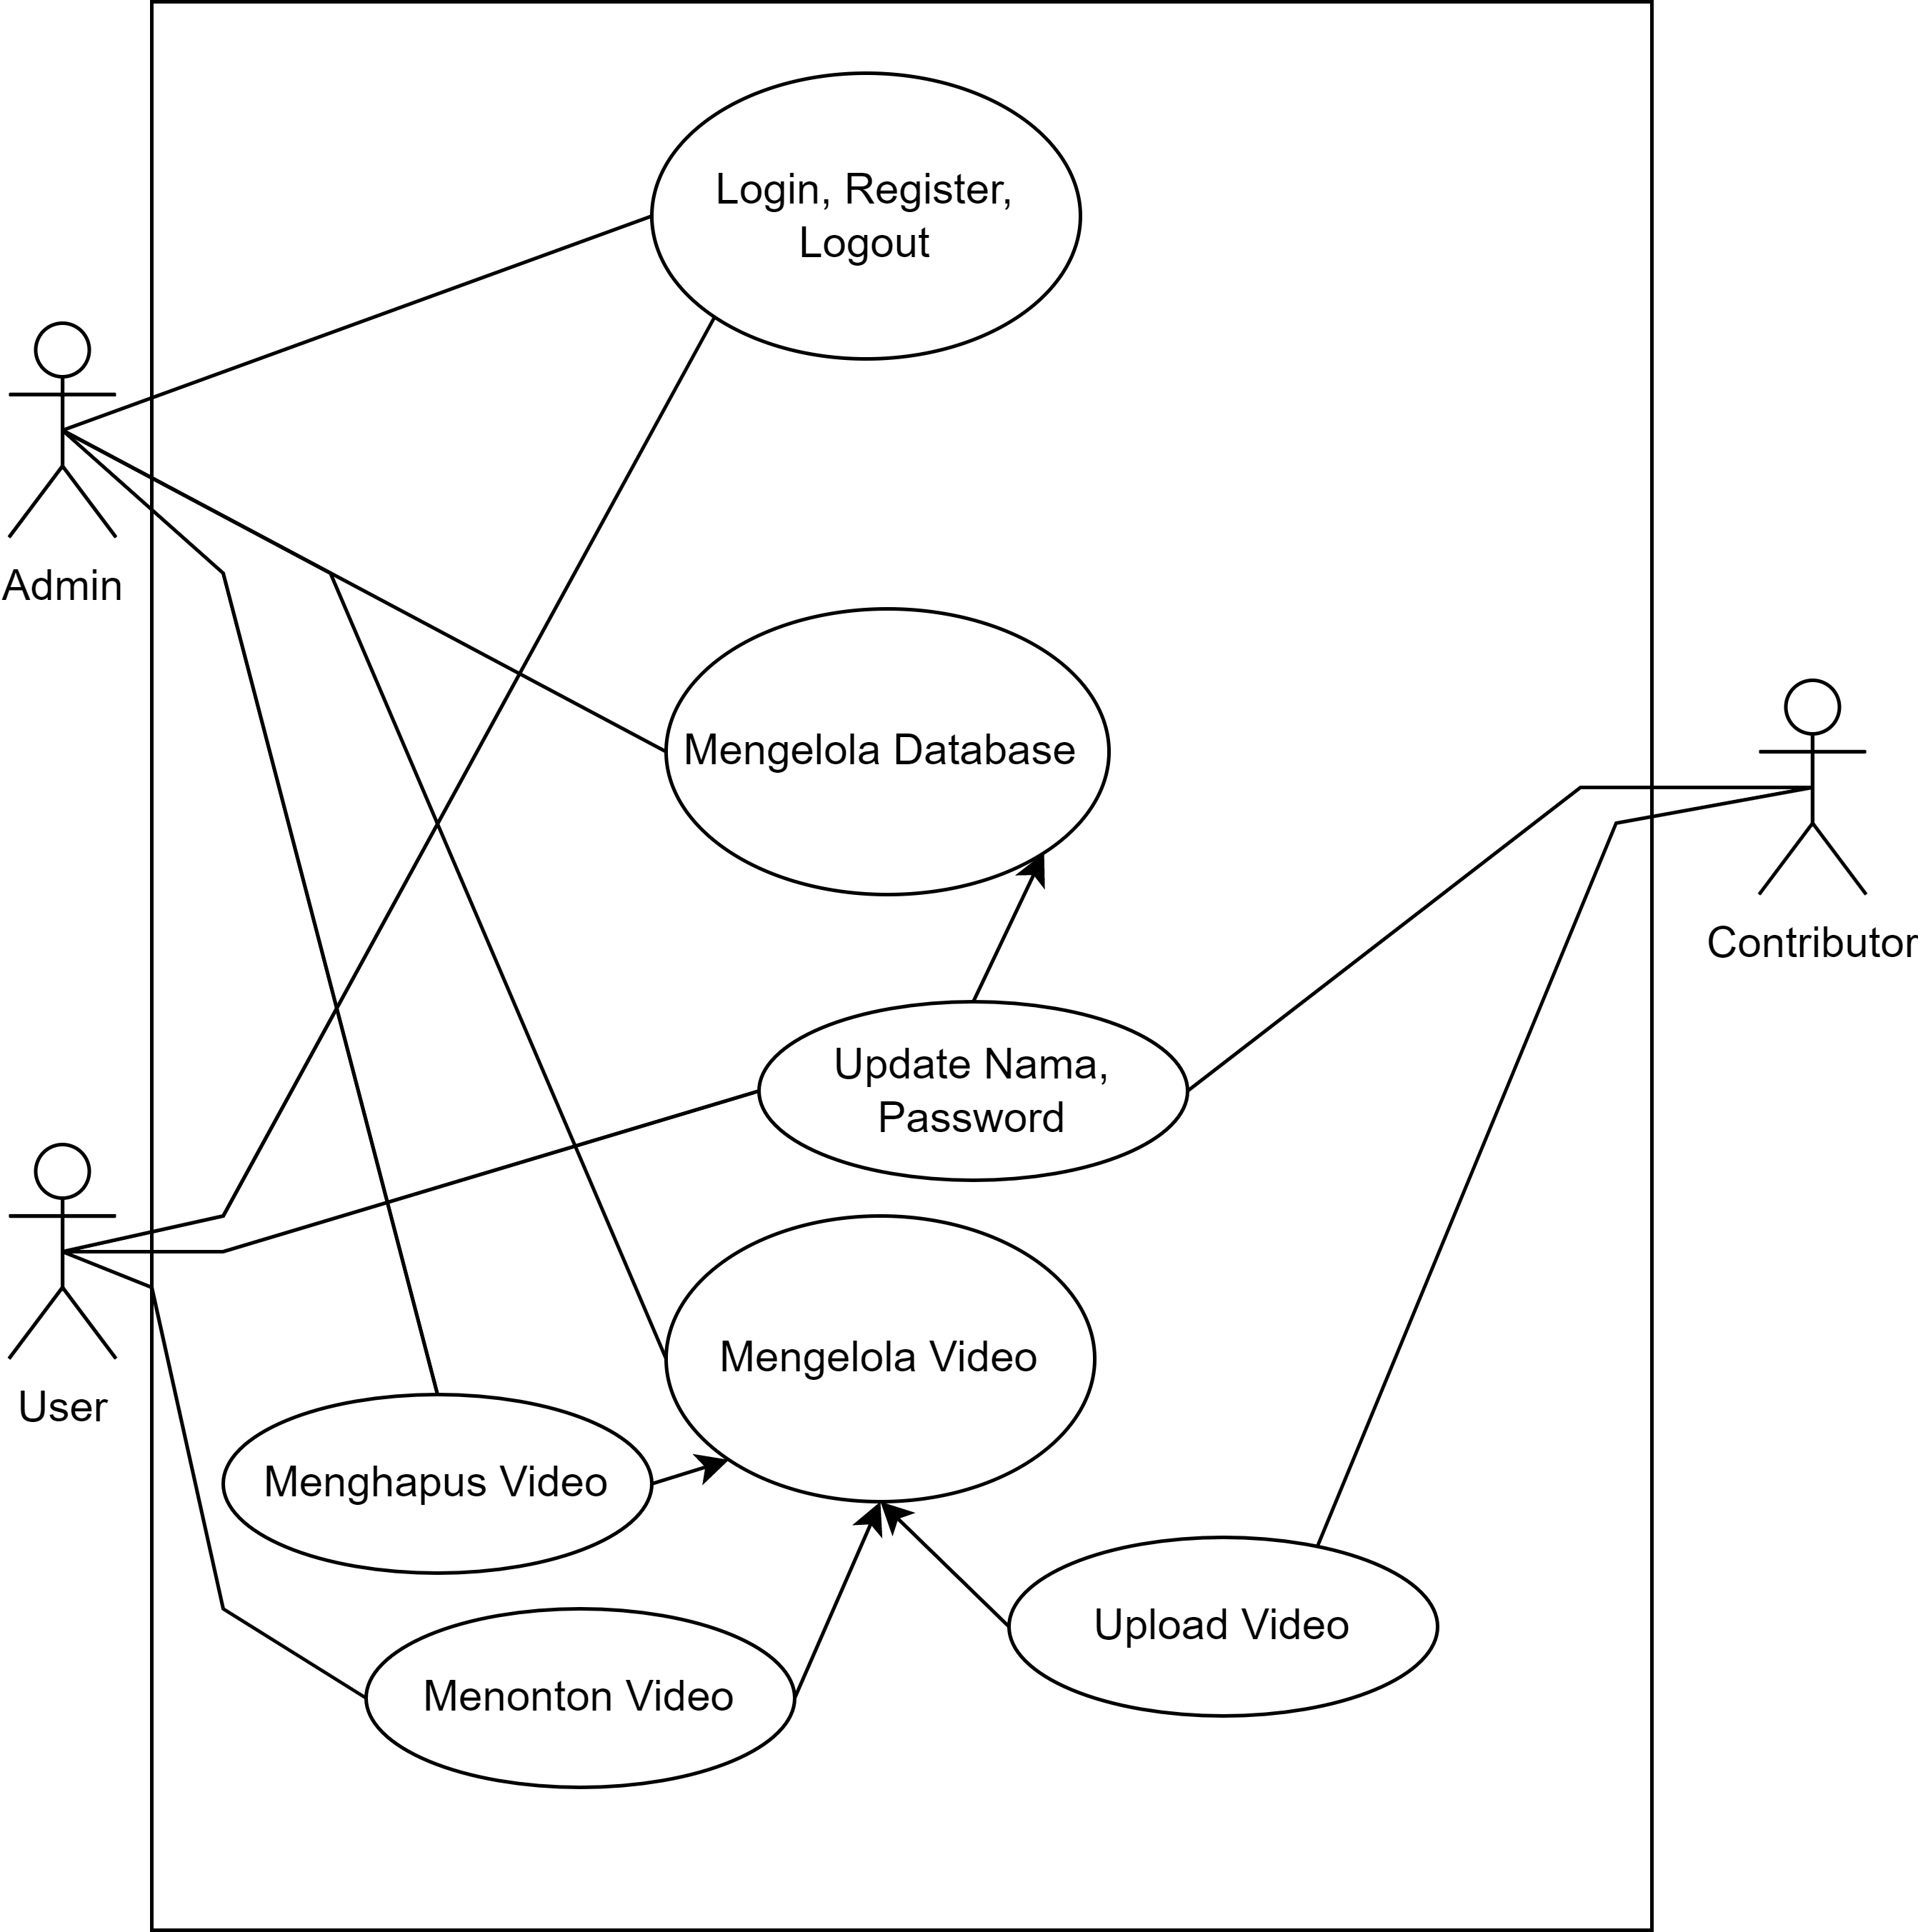 Login, Register,
Logout
Admin
Mengelola Database
Contributor
Update Nama,
Password
Mengelola Video
User
Menghapus Video
Upload Video
Menonton Video